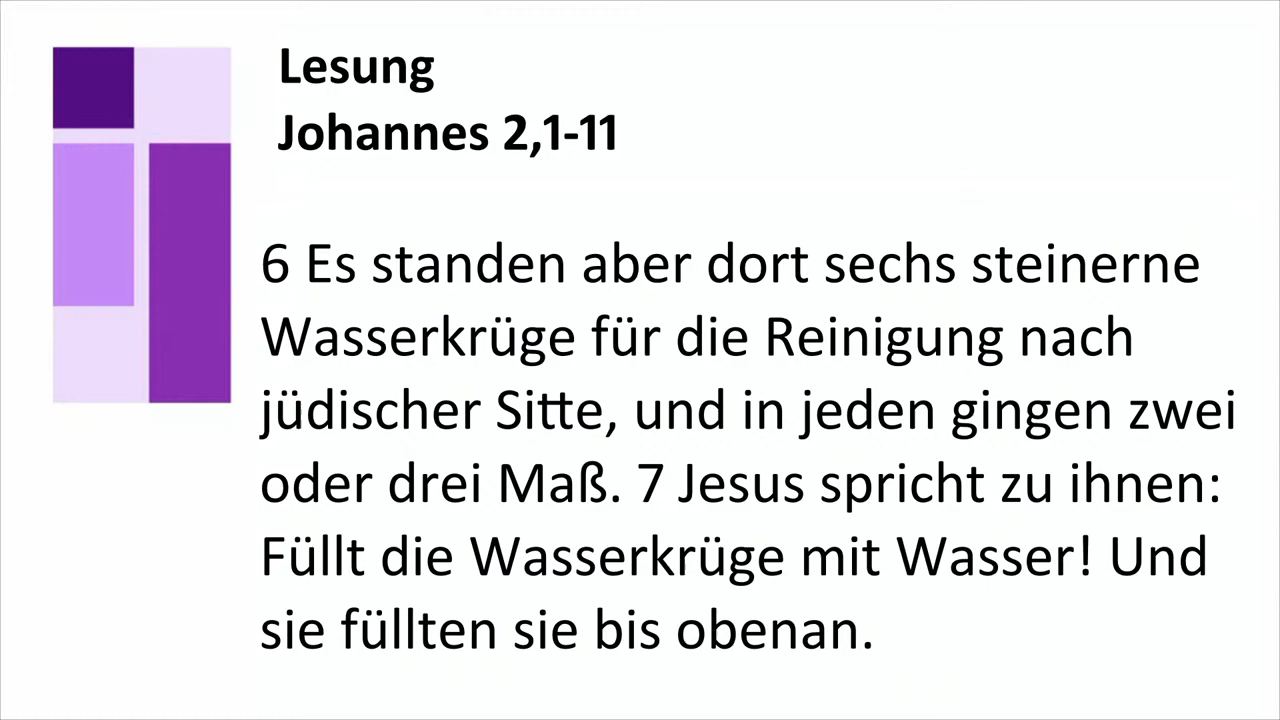 Lesung
Johannes 2,1-11
6 Es standen aber dort sechs steinerne
Wasserkrüge für die Reinigung nach
jüdischer Sitte, und in jeden gingen zwei
oder drei Maß. 7 Jesus spricht zu ihnen:
Füllt die Wasserkrüge mit Wasser! Und
sie füllten sie bis obenan.